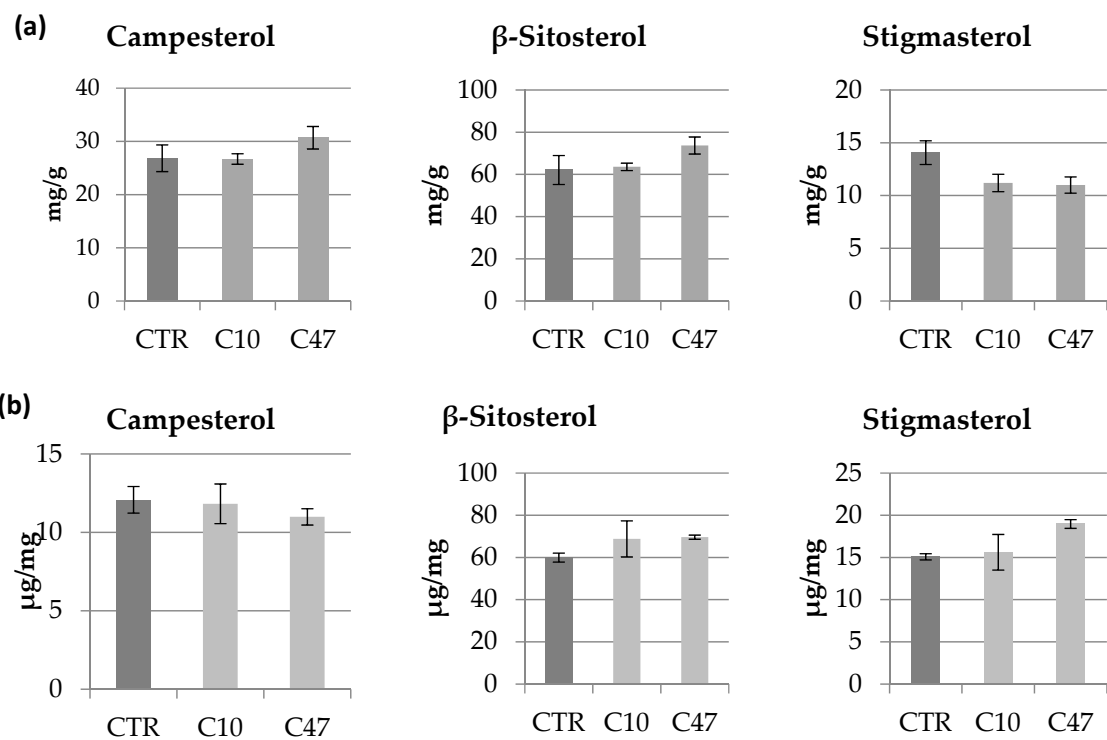 (a)
Campesterol
β-Sitosterol
Stigmasterol
40
30
20
10
0
mg/g
CTR C10 C47
100
80
60
40
20
0
mg/g
CTR C10 C47
20
15
10
5
0
mg/g
CTR C10 C47
(b)
Campesterol
β-Sitosterol
Stigmasterol
15
10
5
0
µg/mg
CTR C10 C47
100
80
60
40
20
0
µg/mg
CTR C10 C47
25
20
15
10
5
0
µg/mg
CTR C10 C47